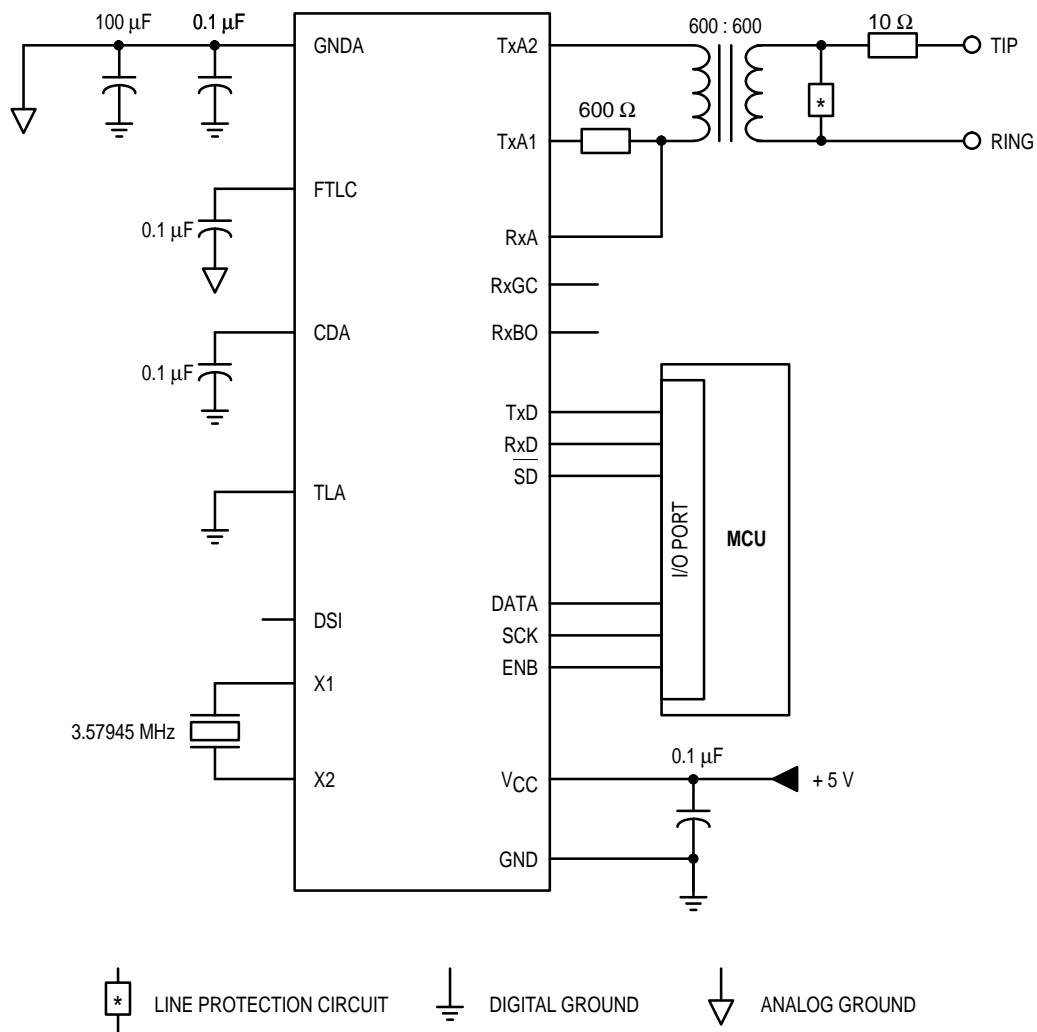 100 µF
0.1 µF
GNDA
TxA2
600 : 600
10 Ω
TIP
600 Ω
TxA1
RING
FTLC
0.1 µF
RxA
RxGC
CDA
RxBO
0.1 µF
TxD
RxD
SD
TLA
I/O PORT
MCU
DATA
DSI
SCK
ENB
X1
3.57945 MHz
0.1 µF
X2
VCC
+ 5 V
GND
* LINE PROTECTION CIRCUIT
DIGITAL GROUND
ANALOG GROUND
*